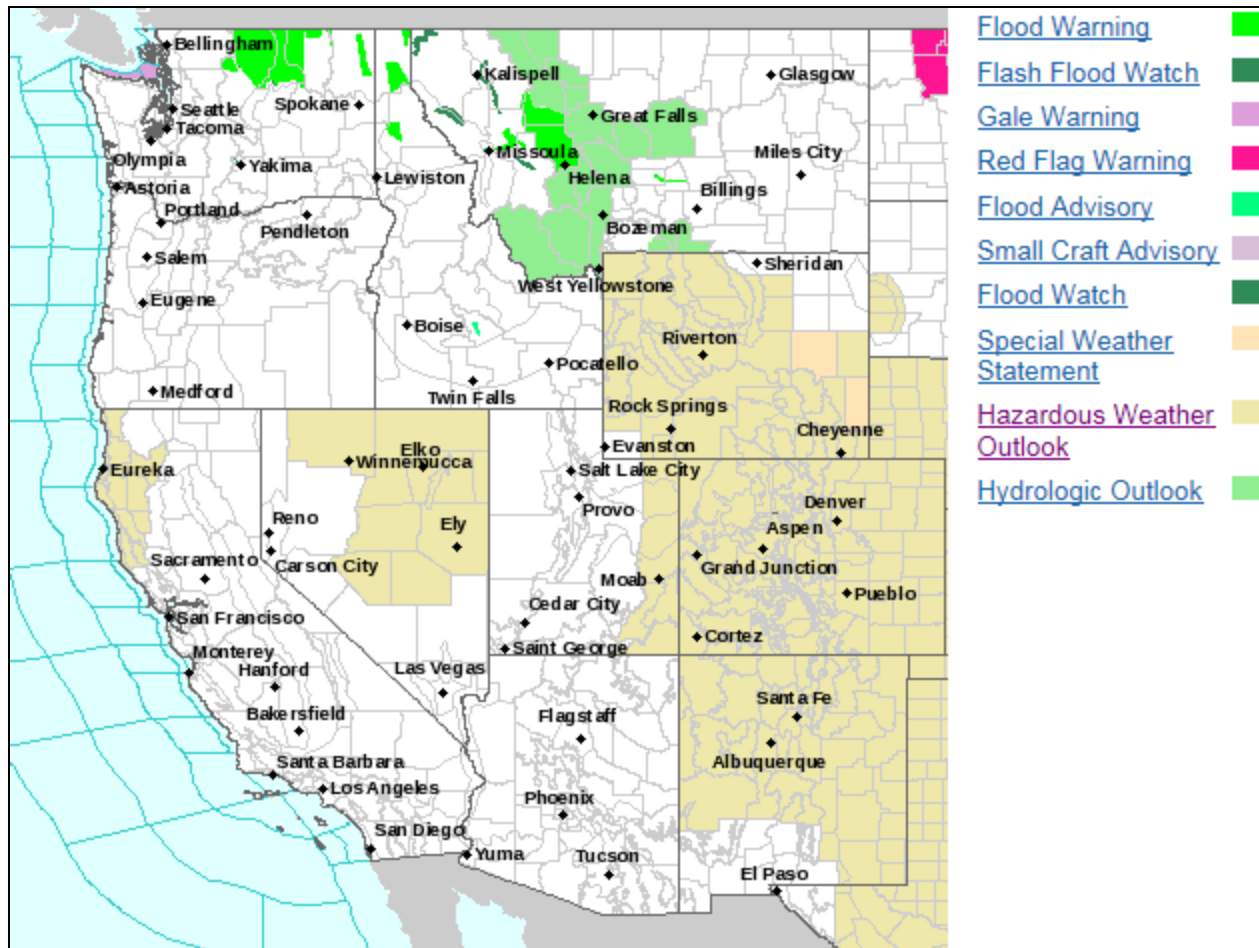 Bellingham
Flood Warning
Kalispell
Glasgow
Flash Flood Watch
Spokane
Seattle
Great Falls
Gale Warning
Tacoma
Olympia
Missoula
Miles City
Red Flag Warning
Yakima
Lewiston
Helena
Billings
Astoria
Portland
Flood Advisory
Pendleton
Bozeman
Salem
Sheridan
Small Craft Advisory
West Yellowstone
Eugene
Flood Watch
Boise
Riverton
Special Weather
Statement
Pocatello
Medford
Twin Falls
Rock Springs
Hazardous Weather
Outlook
Cheyenne
Elko
Evanston
Winnemucca
Eureka
Salt Lake City
Hydrologic Outlook
Provo
Denver
Reno
Ely
Aspen
Sacramento
Carson City
Grand Junction
Moab
Pueblo
Cedar City
San Francisco
Cortez
Saint George
Monterey
Hanford
Las Vegas
Santa Fe
Bakersfield
Flagstaff
Albuquerque
Santa Barbara
Los Angeles
Phoenix
San Diego
Yuma
Tucson
El Paso